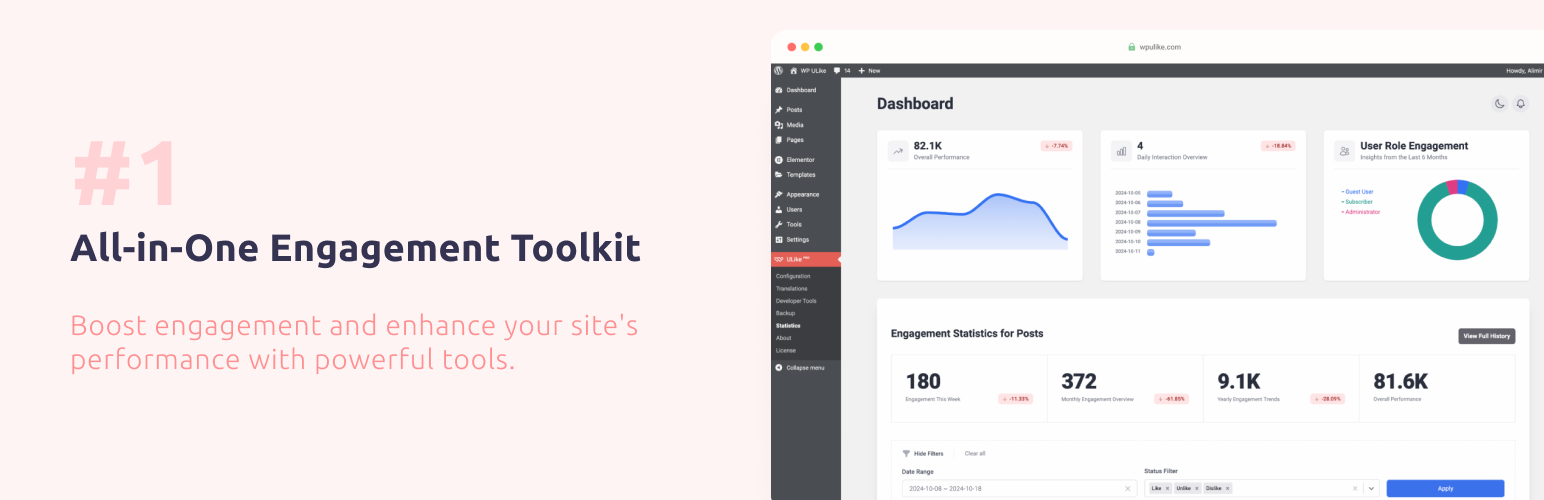 #1
All-in-One Engagement Toolkit
Boost engagement and enhance your site's
performance with powerful tools.
wpulike.com
WP ULike 14 + New
Howdy, Alimir
Dashboard
Posts
Media
Pages
Elementor
Templates
Appearance
Users
Tools
Settings
ULike Pro
Configuration
Translations
Developer Tools
Backup
Statistics
About
License
Collapse menu
Dashboard
82.1K
Overall Performance
↓ -7.74%
4
Daily Interaction Overview
↓ -18.84%
2024-10-05
2024-10-06
2024-10-07
2024-10-08
2024-10-09
2024-10-10
2024-10-11
User Role Engagement
Insights from the Last 6 Months
Guest User
Subscriber
Administrator
Engagement Statistics for Posts
View Full History
180
Engagement This Week
↓ -11.33%
372
Monthly Engagement Overview
↓ -61.85%
9.1K
Yearly Engagement Trends
↓ -28.09%
81.6K
Overall Performance
Hide Filters
Clear all
Date Range
2024-10-08 ~ 2024-10-18
Status Filter
Like × Unlike × Dislike ×
Apply